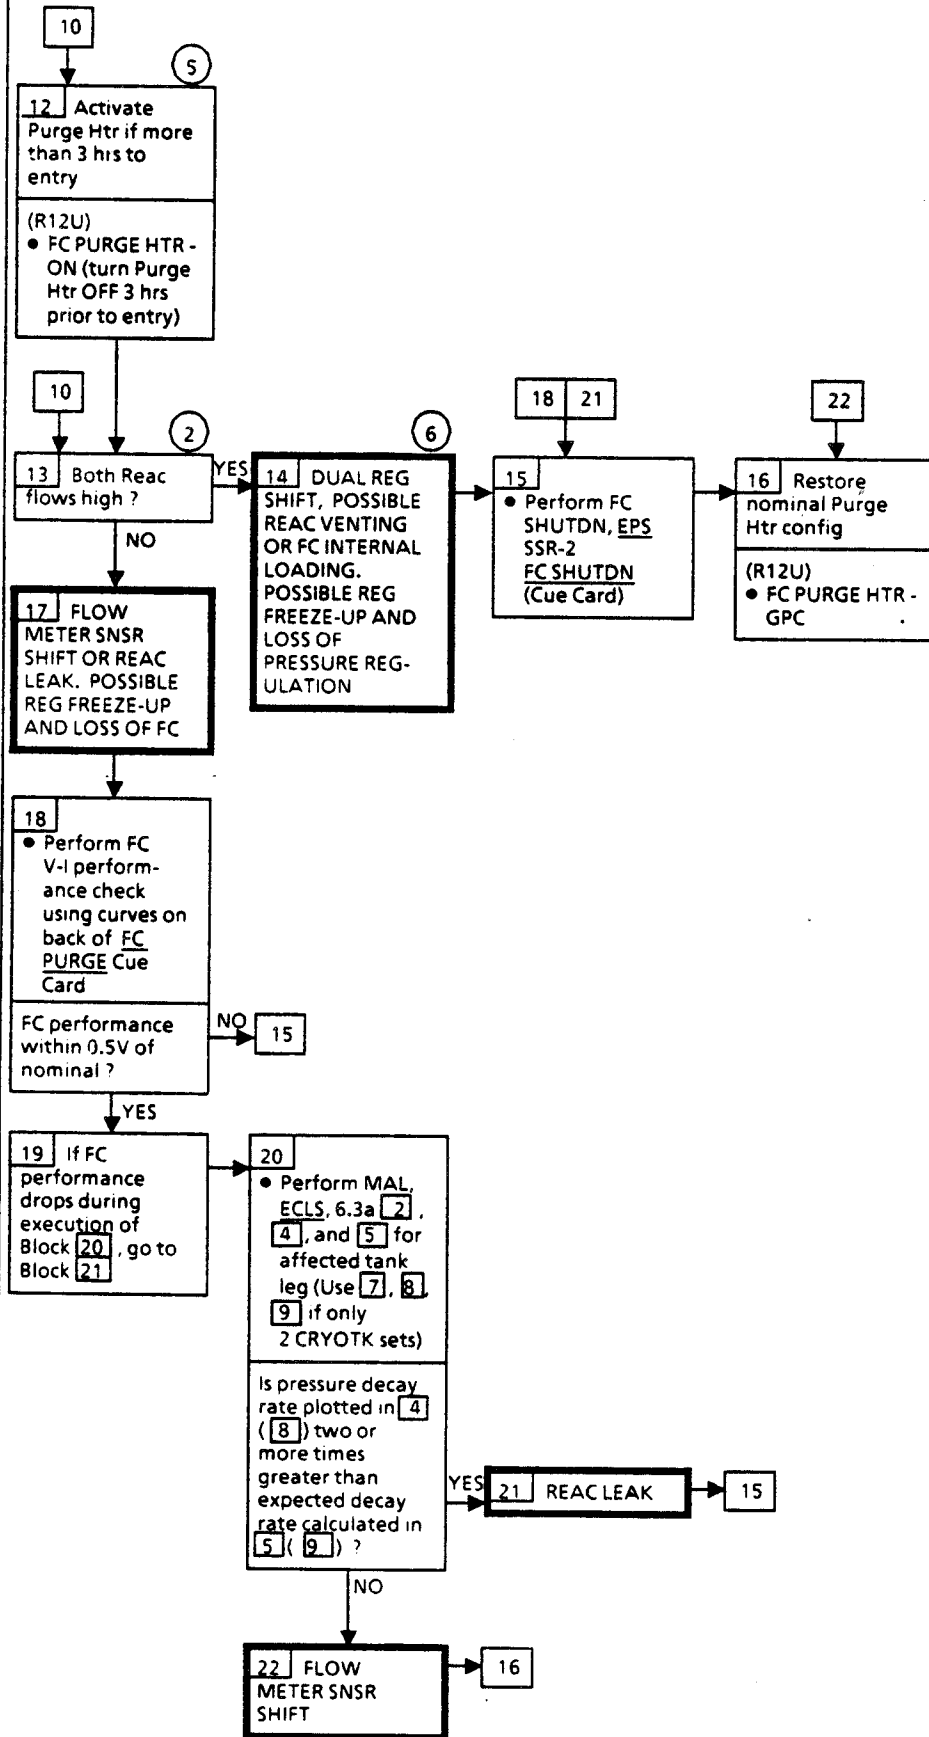 10
5
12 Activate
Purge Htr if more
than 3 hrs to
entry
(R12U)
• FC PURGE HTR -
ON (turn Purge
Htr OFF 3 hrs
prior to entry)
10
2
13 Both Reac
flows high ?
YES
NO
6
14 DUAL REG
SHIFT, POSSIBLE
REAC VENTING
OR FC INTERNAL
LOADING.
POSSIBLE REG
FREEZE-UP AND
LOSS OF
PRESSURE REG-
ULATION
18 21
15
• Perform FC
SHUTDN, EPS
SSR-2
FC SHUTDN
(Cue Card)
22
16 Restore
nominal Purge
Htr config
(R12U)
• FC PURGE HTR -
GPC
17 FLOW
METER SNSR
SHIFT OR REAC
LEAK. POSSIBLE
REG FREEZE-UP
AND LOSS OF FC
18
• Perform FC
V-I perform-
ance check
using curves on
back of FC
PURGE Cue
Card
FC performance
within 0.5V of
nominal ?
NO
15
YES
19 If FC
performance
drops during
execution of
Block 20 , go to
Block 21
20
• Perform MAL,
ECLS, 6.3a 2 ,
4 , and 5 for
affected tank
leg (Use 7 , 8 ,
9 if only
2 CRYOTK sets)
Is pressure decay
rate plotted in 4
( 8 ) two or
more times
greater than
expected decay
rate calculated in
5 ( 9 ) ?
YES
21 REAC LEAK
15
NO
22 FLOW
METER SNSR
SHIFT
16